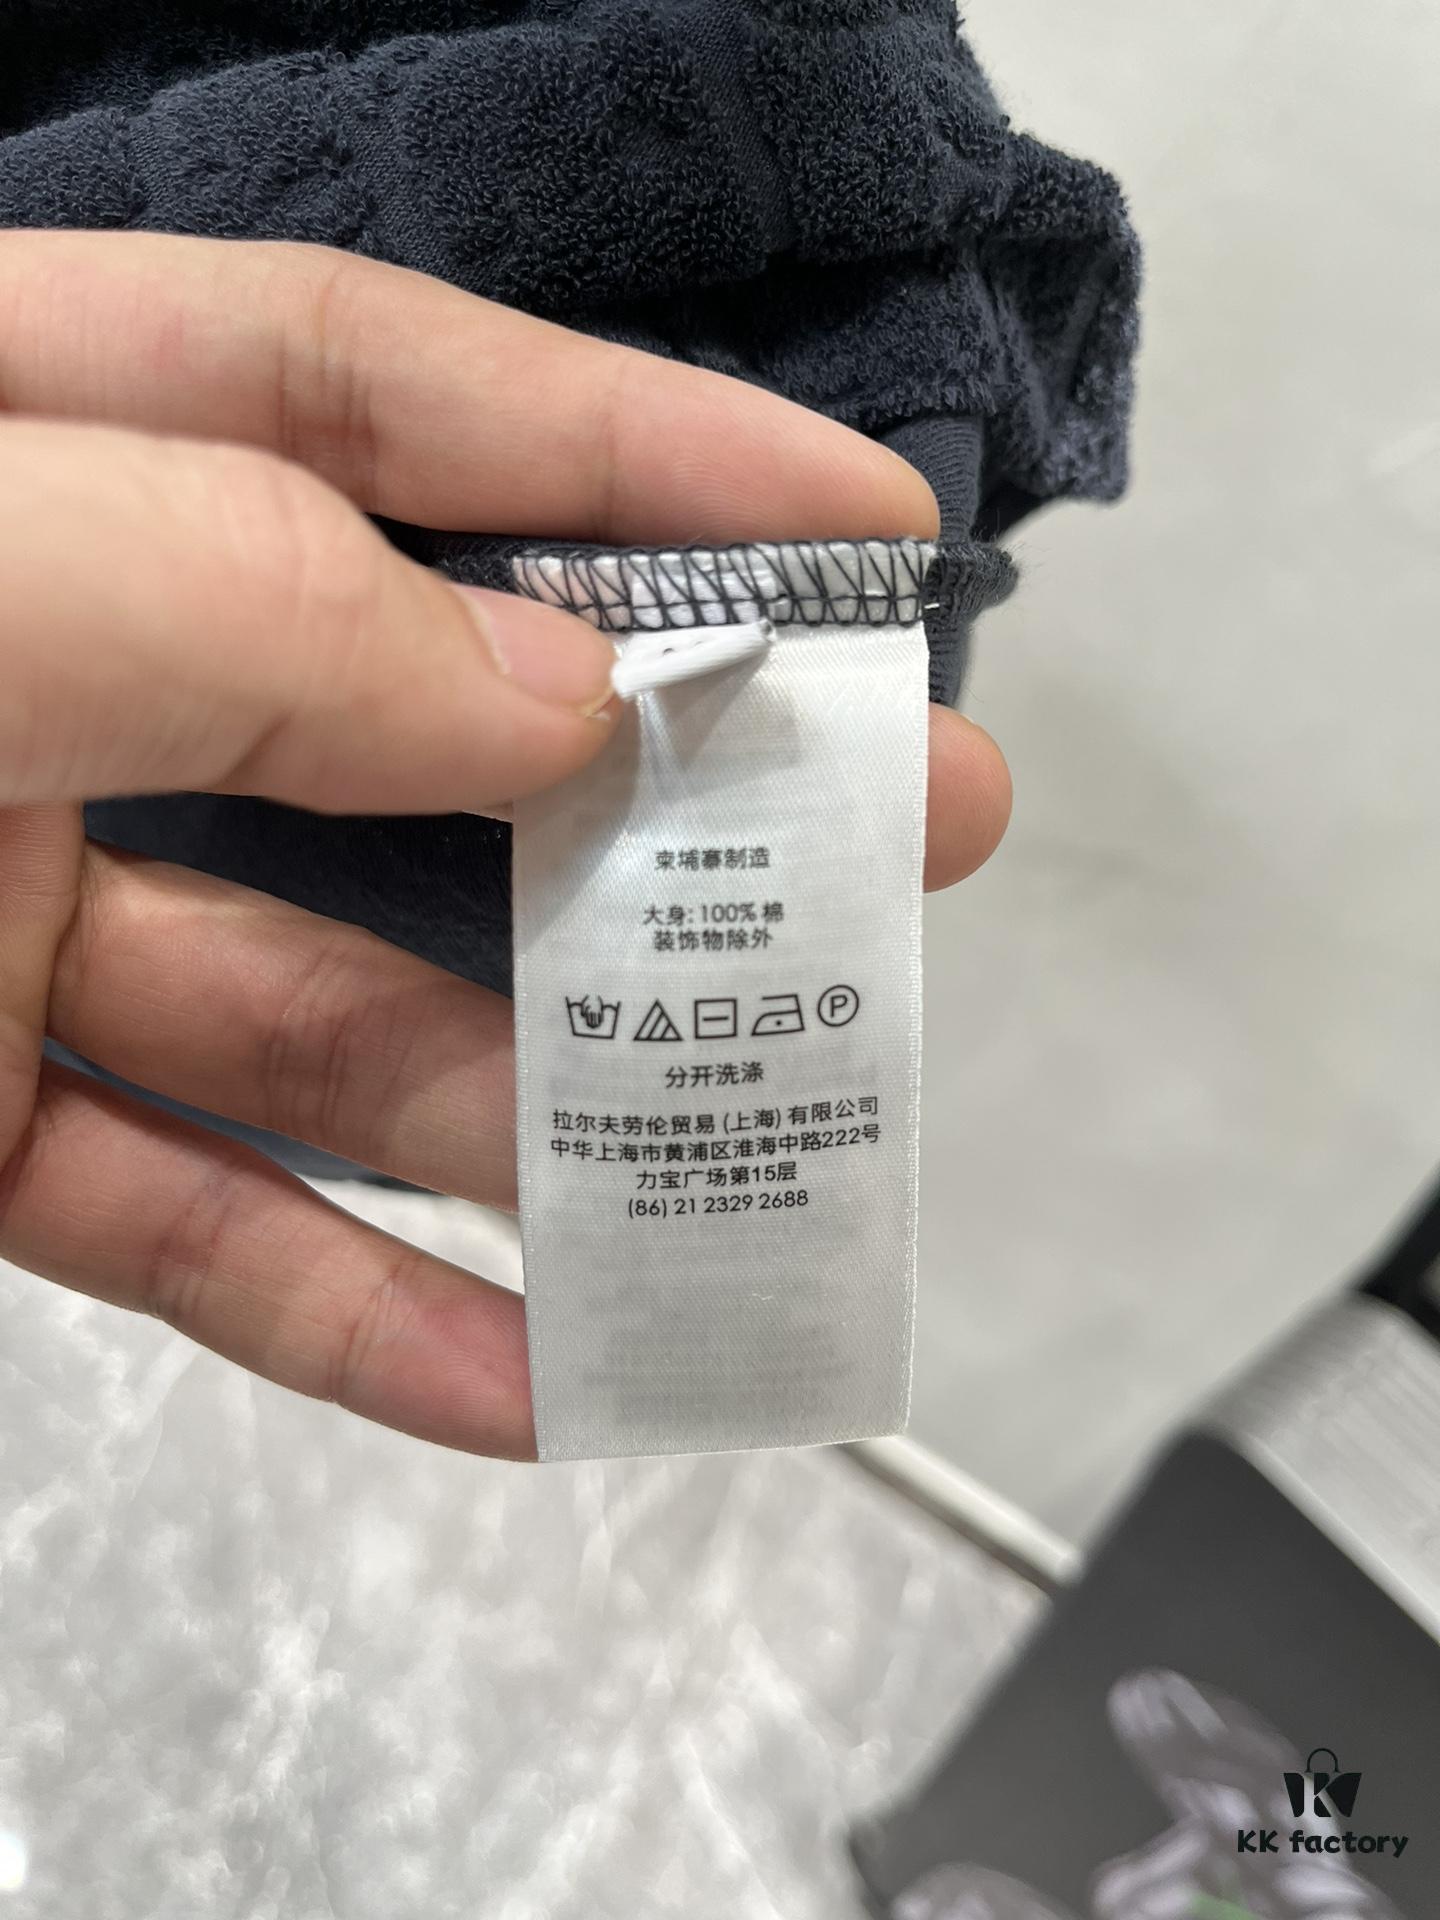 柬埔寨制造
大身: 100% 棉
装饰物除外
P
分开洗涤
拉尔夫劳伦贸易 (上海) 有限公司
中华上海市黄浦区淮海中路222号
力宝广场第15层
(86) 21 2329 2688
KK factory